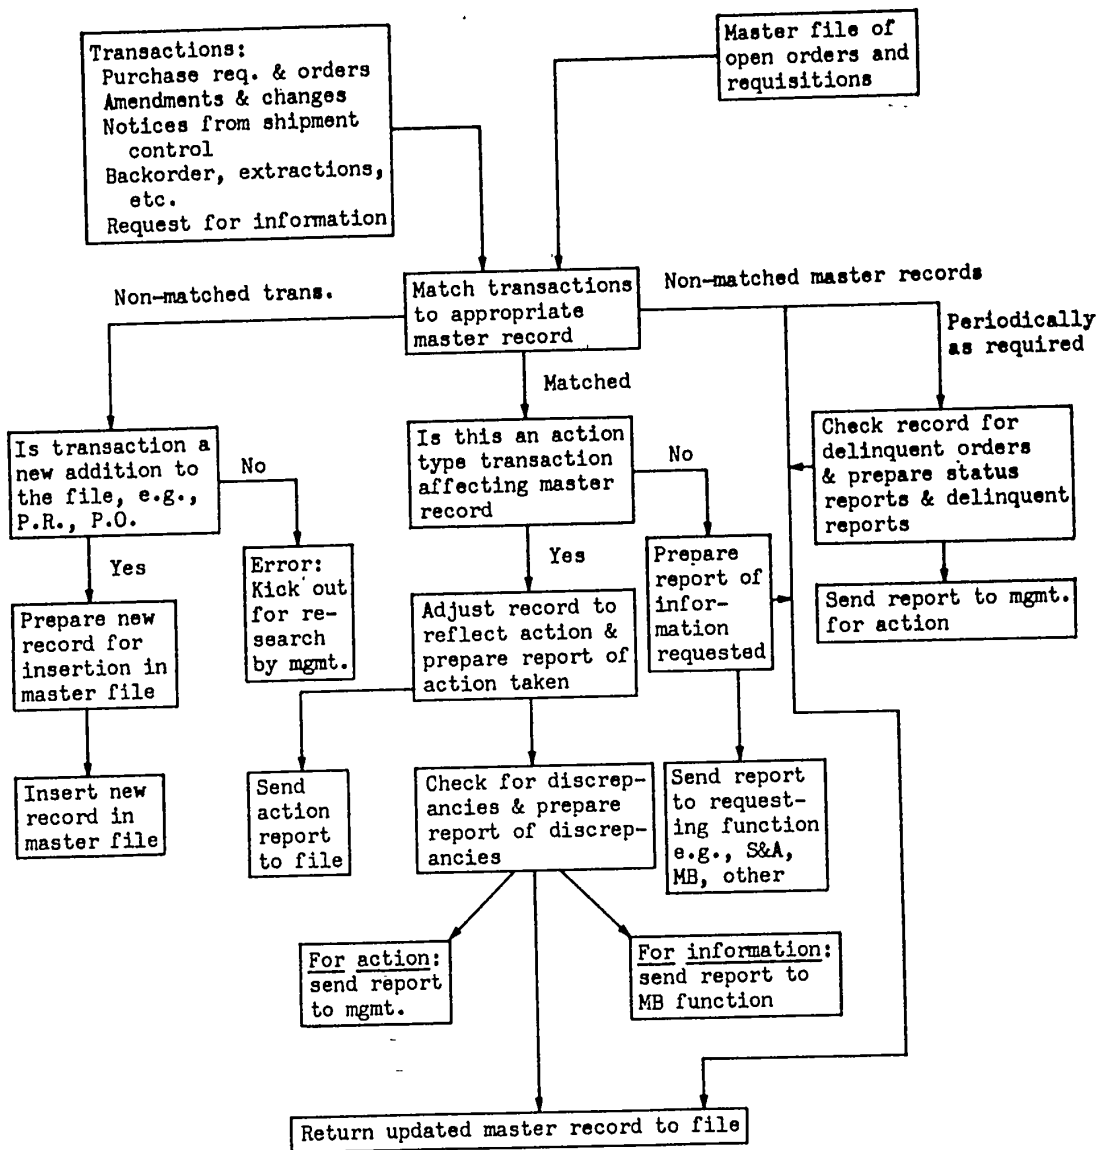 Transactions:
Purchase req. & orders
Amendments & changes
Notices from shipment
control
Backorder, extractions,
etc.
Request for information
Master file of
open orders and
requisitions
Non-matched trans.
Match transactions
to appropriate
master record
Non-matched master records
Periodically
as required
Matched
Is transaction a
new addition to
the file, e.g.,
P.R., P.O.
No
Is this an action
type transaction
affecting master
record
No
Check record for
delinquent orders
& prepare status
reports & delinquent
reports
Yes
Error:
Kick out
for re-
search
by mgmt.
Yes
Prepare
report of
infor-
mation
requested
Send report to mgmt.
for action
Prepare new
record for
insertion in
master file
Adjust record to
reflect action &
prepare report of
action taken
Insert new
record in
master file
Send
action
report
to file
Check for discrep-
ancies & prepare
report of discrep-
ancies
Send report
to request-
ing function
e.g., S&A,
MB, other
For action:
send report
to mgmt.
For information:
send report to
MB function
Return updated master record to file